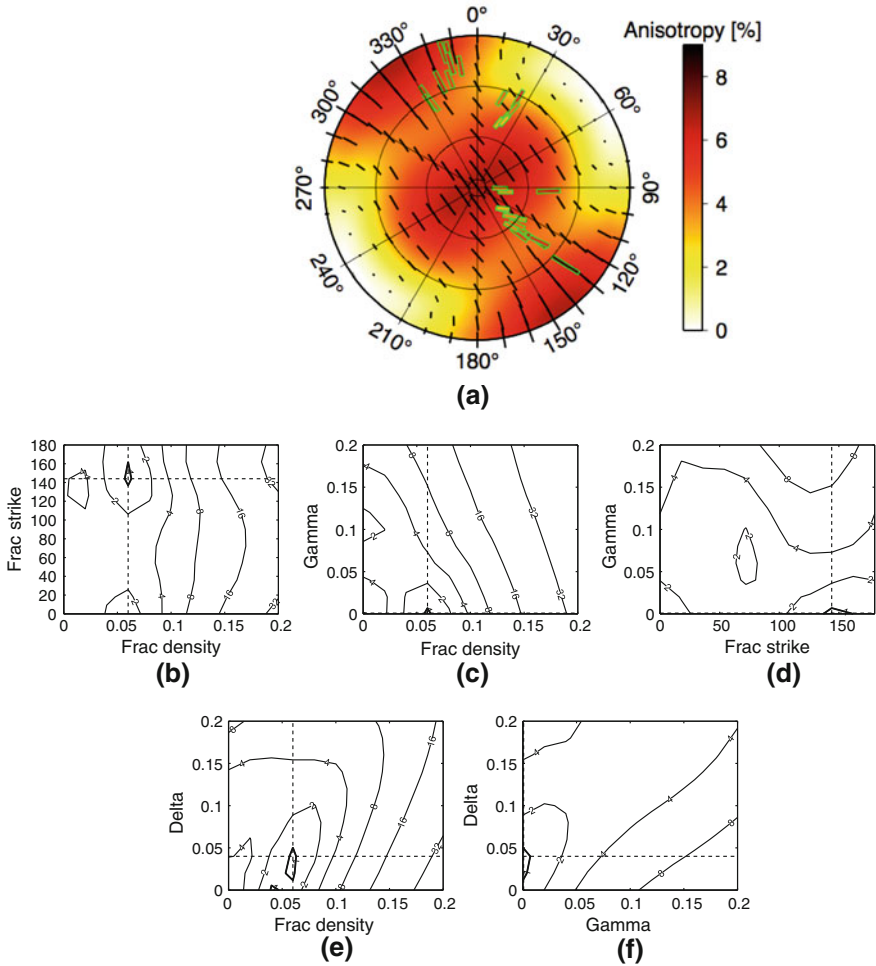 0°
30°
60°
90°
120°
150°
180°
210°
240°
270°
300°
330°
Anisotropy [%]
8
6
4
2
0
(a)
180
160
140
120
100
80
60
40
20
0
Frac strike
0 0.05 0.1 0.15 0.2
Frac density
(b)
0.2
0.15
0.1
0.05
0
Gamma
0 0.05 0.1 0.15 0.2
Frac density
(c)
0.2
0.15
0.1
0.05
0
Gamma
0 50 100 150
Frac strike
(d)
0.2
0.15
0.1
0.05
0
Delta
0 0.05 0.1 0.15 0.2
Frac density
(e)
0.2
0.15
0.1
0.05
0
Delta
0 0.05 0.1 0.15 0.2
Gamma
(f)